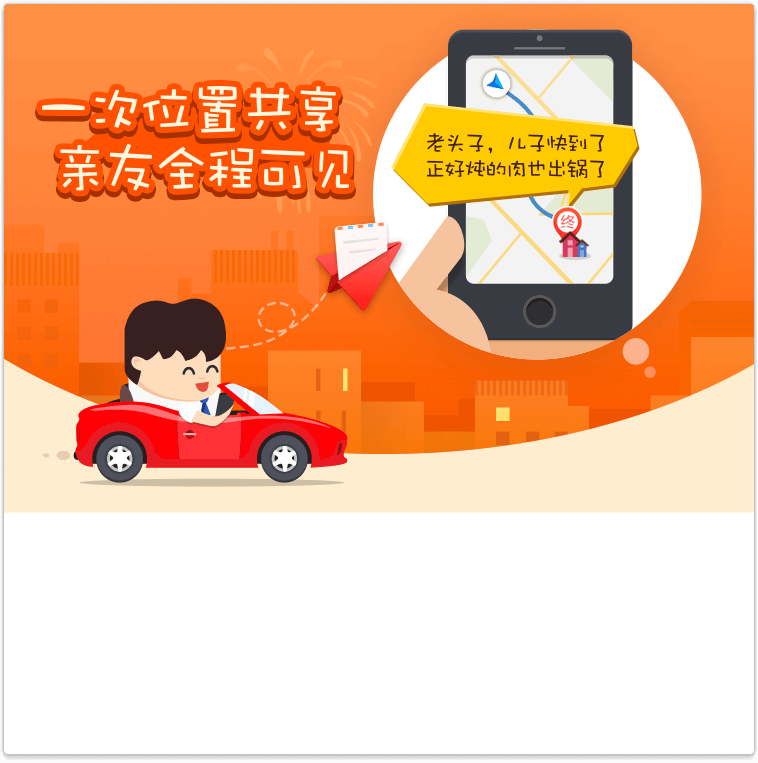 一次位置共享
亲友全程可见
老头子，儿子快到了
正好炖的肉也出锅了
终